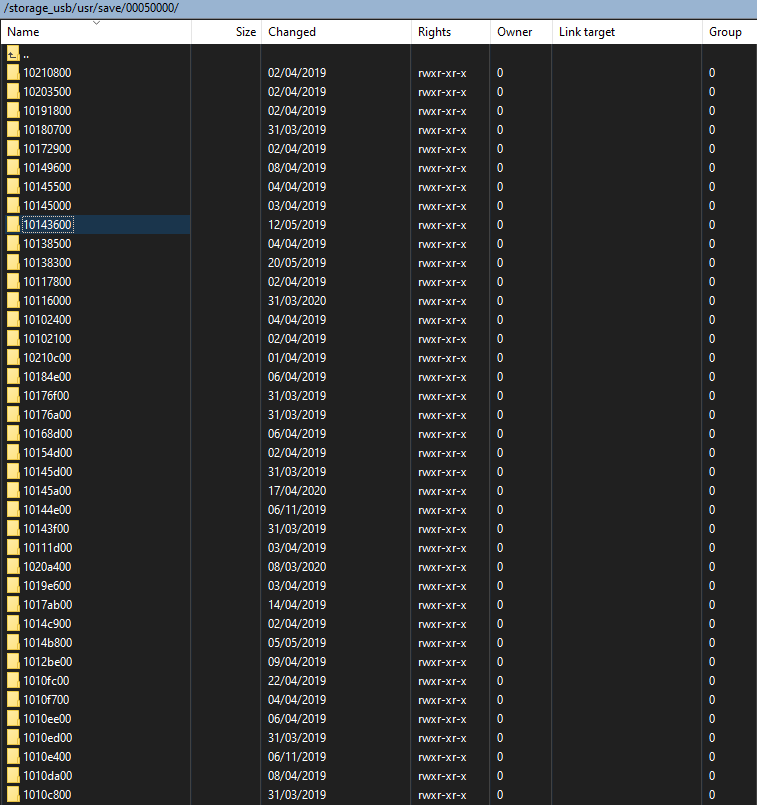 /storage_usb/usr/save/00050000/
Name Size Changed Rights Owner Link target Group
..
10210800 02/04/2019 rwxr-xr-x 0 0
10203500 02/04/2019 rwxr-xr-x 0 0
10191800 02/04/2019 rwxr-xr-x 0 0
10180700 31/03/2019 rwxr-xr-x 0 0
10172900 02/04/2019 rwxr-xr-x 0 0
10149600 08/04/2019 rwxr-xr-x 0 0
10145500 04/04/2019 rwxr-xr-x 0 0
10145000 03/04/2019 rwxr-xr-x 0 0
10143600 12/05/2019 rwxr-xr-x 0 0
10138500 04/04/2019 rwxr-xr-x 0 0
10138300 20/05/2019 rwxr-xr-x 0 0
10117800 02/04/2019 rwxr-xr-x 0 0
10116000 31/03/2020 rwxr-xr-x 0 0
10102400 04/04/2019 rwxr-xr-x 0 0
10102100 02/04/2019 rwxr-xr-x 0 0
10210c00 01/04/2019 rwxr-xr-x 0 0
10184e00 06/04/2019 rwxr-xr-x 0 0
10176f00 31/03/2019 rwxr-xr-x 0 0
10176a00 31/03/2019 rwxr-xr-x 0 0
10168d00 06/04/2019 rwxr-xr-x 0 0
10154d00 02/04/2019 rwxr-xr-x 0 0
10145d00 31/03/2019 rwxr-xr-x 0 0
10145a00 17/04/2020 rwxr-xr-x 0 0
10144e00 06/11/2019 rwxr-xr-x 0 0
10143f00 31/03/2019 rwxr-xr-x 0 0
10111d00 03/04/2019 rwxr-xr-x 0 0
1020a400 08/03/2020 rwxr-xr-x 0 0
1019e600 03/04/2019 rwxr-xr-x 0 0
1017ab00 14/04/2019 rwxr-xr-x 0 0
1014c900 02/04/2019 rwxr-xr-x 0 0
1014b800 05/05/2019 rwxr-xr-x 0 0
1012be00 09/04/2019 rwxr-xr-x 0 0
1010fc00 22/04/2019 rwxr-xr-x 0 0
1010f700 04/04/2019 rwxr-xr-x 0 0
1010ee00 06/04/2019 rwxr-xr-x 0 0
1010ed00 31/03/2019 rwxr-xr-x 0 0
1010e400 06/11/2019 rwxr-xr-x 0 0
1010da00 08/04/2019 rwxr-xr-x 0 0
1010c800 31/03/2019 rwxr-xr-x 0 0